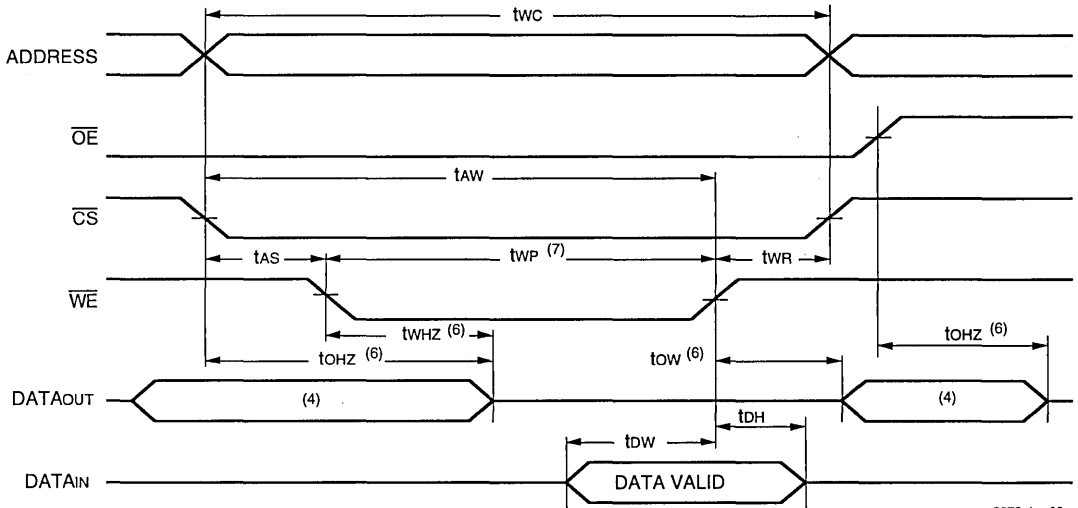 tWC
ADDRESS
OE
tAW
CS
tAS tWP (7) tWR
WE
tWHZ (6)
tOHZ (6) tOW (6) tOHZ (6)
DATAOUT (4) (4)
tDH
tDW
DATAIN DATA VALID